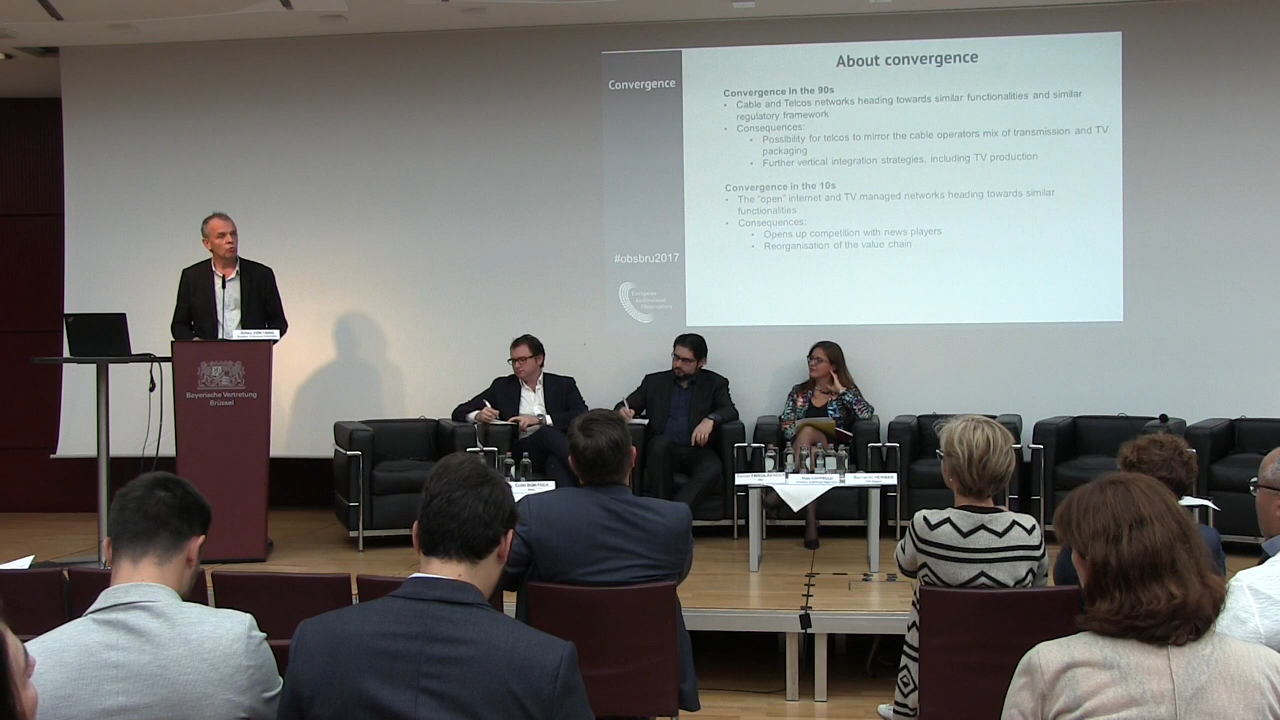 About convergence
Convergence
Convergence in the 90s
• Cable and Telcos networks heading towards similar functionalities and similar
regulatory framework
• Consequences:
• Possibility for telcos to mirror the cable operators mix of transmission and TV
packaging
• Further vertical integration strategies, including TV production
Convergence in the 10s
• The "open" internet and TV managed networks heading towards similar
functionalities
• Consequences:
• Opens up competition with news players
• Reorganisation of the value chain
#obsbru2017
European
Audiovisual
Observatory
Bayerische Vertretung
Brüssel